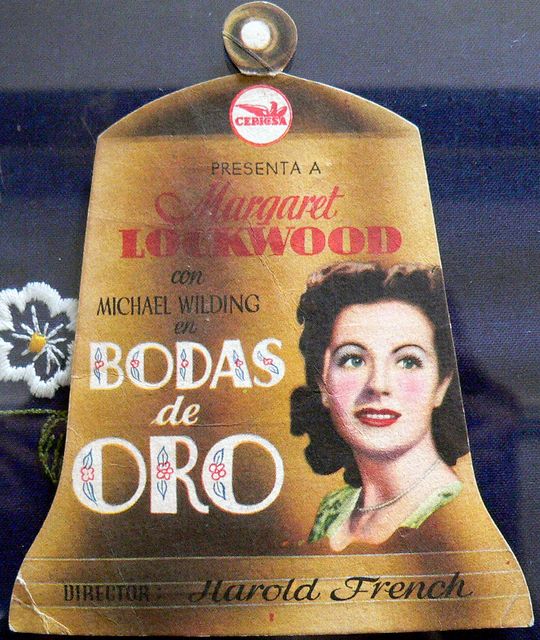 CEPICSA
PRESENTA A
Margaret
LOCKWOOD
con
MICHAEL WILDING
en
BODAS
de
ORO
DIRECTOR: Harold French